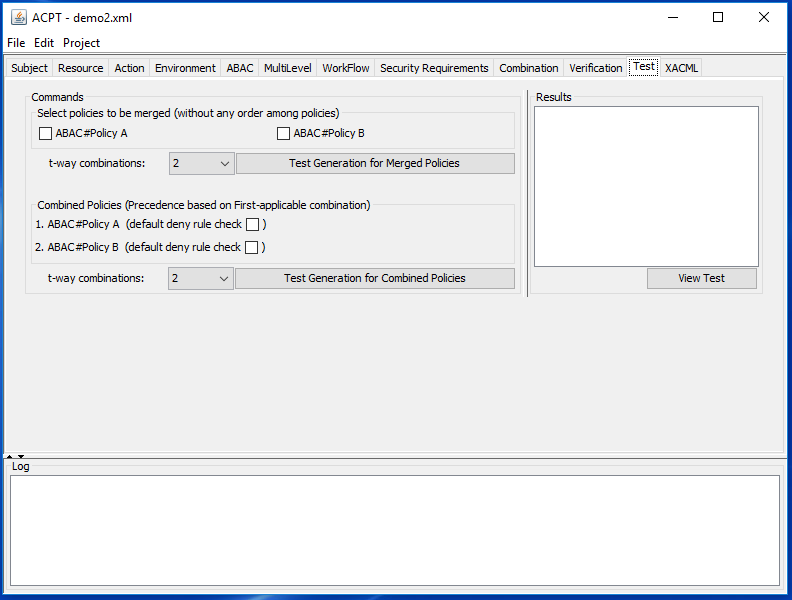 ACPT - demo2.xml
File Edit Project
Subject Resource Action Environment ABAC MultiLevel WorkFlow Security Requirements Combination Verification Test XACML
Commands
Select policies to be merged (without any order among policies)
ABAC#Policy A ABAC#Policy B
t-way combinations: 2 Test Generation for Merged Policies
Combined Policies (Precedence based on First-applicable combination)
1. ABAC#Policy A (default deny rule check )
2. ABAC#Policy B (default deny rule check )
t-way combinations: 2 Test Generation for Combined Policies
Results
View Test
Log